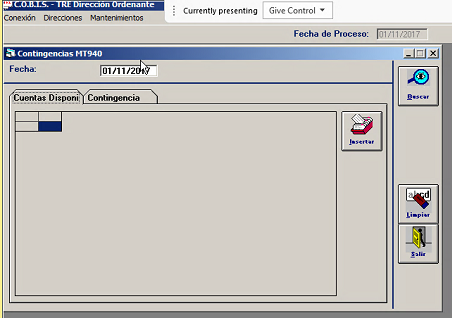 C.O.B.I.S. - TRE Dirección Ordenante
Currently presenting Give Control
Conexión Direcciones Mantenimientos
Fecha de Proceso: 01/11/2017
Contingencias MT940
Fecha: 01/11/2017
Buscar
Cuentas Disponi Contingencia
Insertar
abcd
Limpiar
Salir